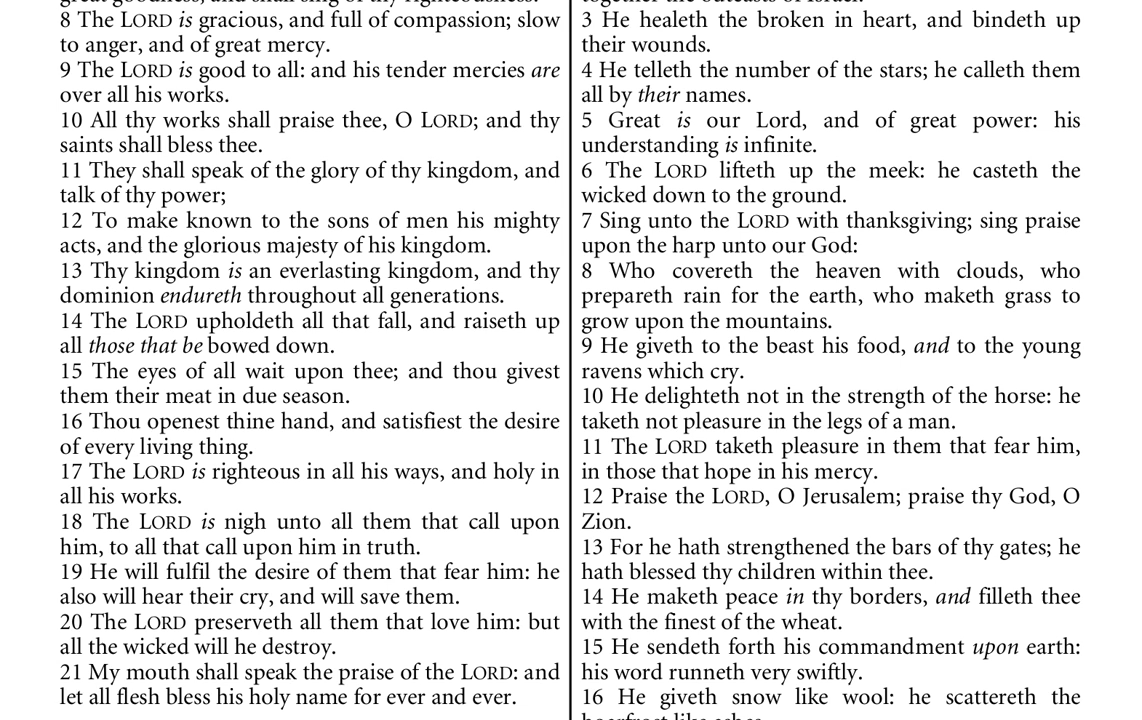 great goodness, and shall sing of thy righteousness.
8 The LORD is gracious, and full of compassion; slow
to anger, and of great mercy.
9 The LORD is good to all: and his tender mercies are
over all his works.
10 All thy works shall praise thee, O LORD; and thy
saints shall bless thee.
11 They shall speak of the glory of thy kingdom, and
talk of thy power;
12 To make known to the sons of men his mighty
acts, and the glorious majesty of his kingdom.
13 Thy kingdom is an everlasting kingdom, and thy
dominion endureth throughout all generations.
14 The LORD upholdeth all that fall, and raiseth up
all those that be bowed down.
15 The eyes of all wait upon thee; and thou givest
them their meat in due season.
16 Thou openest thine hand, and satisfiest the desire
of every living thing.
17 The LORD is righteous in all his ways, and holy in
all his works.
18 The LORD is nigh unto all them that call upon
him, to all that call upon him in truth.
19 He will fulfil the desire of them that fear him: he
also will hear their cry, and will save them.
20 The LORD preserveth all them that love him: but
all the wicked will he destroy.
21 My mouth shall speak the praise of the LORD: and
let all flesh bless his holy name for ever and ever.
together the outcasts of Israel.
3 He healeth the broken in heart, and bindeth up
their wounds.
4 He telleth the number of the stars; he calleth them
all by their names.
5 Great is our Lord, and of great power: his
understanding is infinite.
6 The LORD lifteth up the meek: he casteth the
wicked down to the ground.
7 Sing unto the LORD with thanksgiving; sing praise
upon the harp unto our God:
8 Who covereth the heaven with clouds, who
prepareth rain for the earth, who maketh grass to
grow upon the mountains.
9 He giveth to the beast his food, and to the young
ravens which cry.
10 He delighteth not in the strength of the horse: he
taketh not pleasure in the legs of a man.
11 The LORD taketh pleasure in them that fear him,
in those that hope in his mercy.
12 Praise the LORD, O Jerusalem; praise thy God, O
Zion.
13 For he hath strengthened the bars of thy gates; he
hath blessed thy children within thee.
14 He maketh peace in thy borders, and filleth thee
with the finest of the wheat.
15 He sendeth forth his commandment upon earth:
his word runneth very swiftly.
16 He giveth snow like wool: he scattereth the
hoarfrost like ashes.